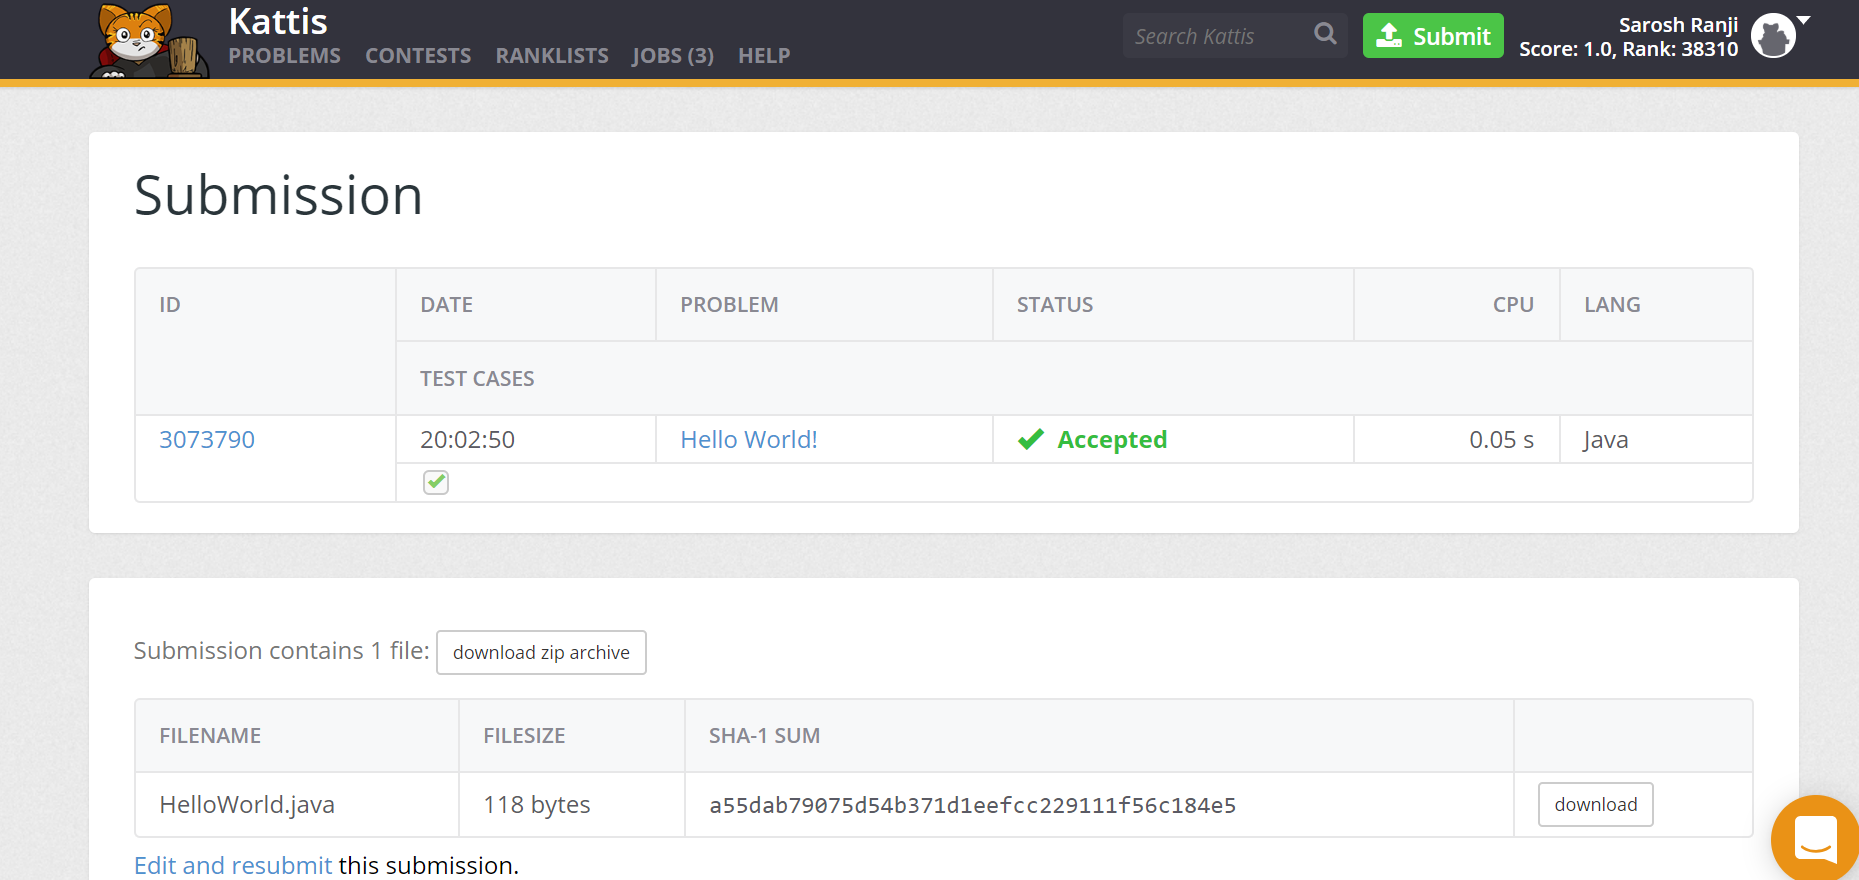 Kattis
PROBLEMS CONTESTS RANKLISTS JOBS (3) HELP
Search Kattis
Submit
Sarosh Ranji
Score: 1.0, Rank: 38310
Submission
ID DATE PROBLEM STATUS CPU LANG
TEST CASES
3073790 20:02:50 Hello World! Accepted 0.05 s Java
Submission contains 1 file: download zip archive
FILENAME FILESIZE SHA-1 SUM
HelloWorld.java 118 bytes a55dab79075d54b371d1eefcc229111f56c184e5 download
Edit and resubmit this submission.